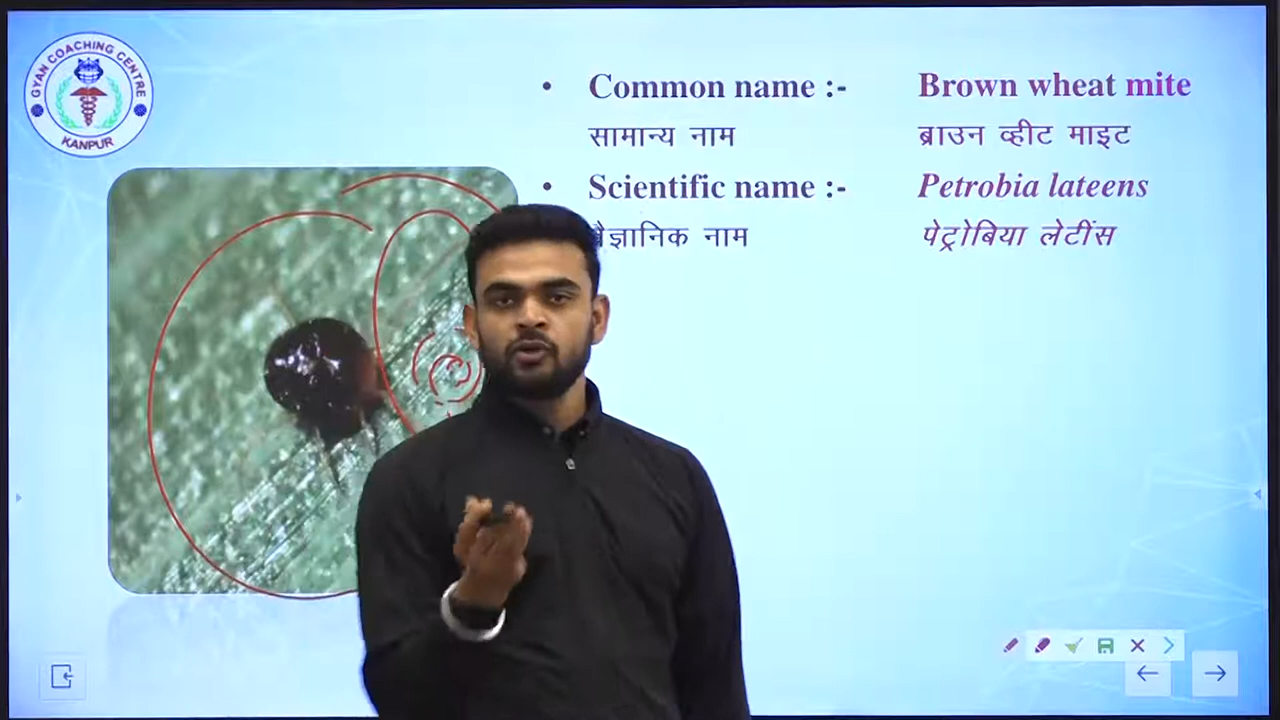 GYAN COACHING CENTRE
KANPUR
• Common name :- Brown wheat mite
सामान्य नाम ब्राउन व्हीट माइट
• Scientific name :- Petrobia lateens
वैज्ञानिक नाम पेट्रोबिया लेटींस